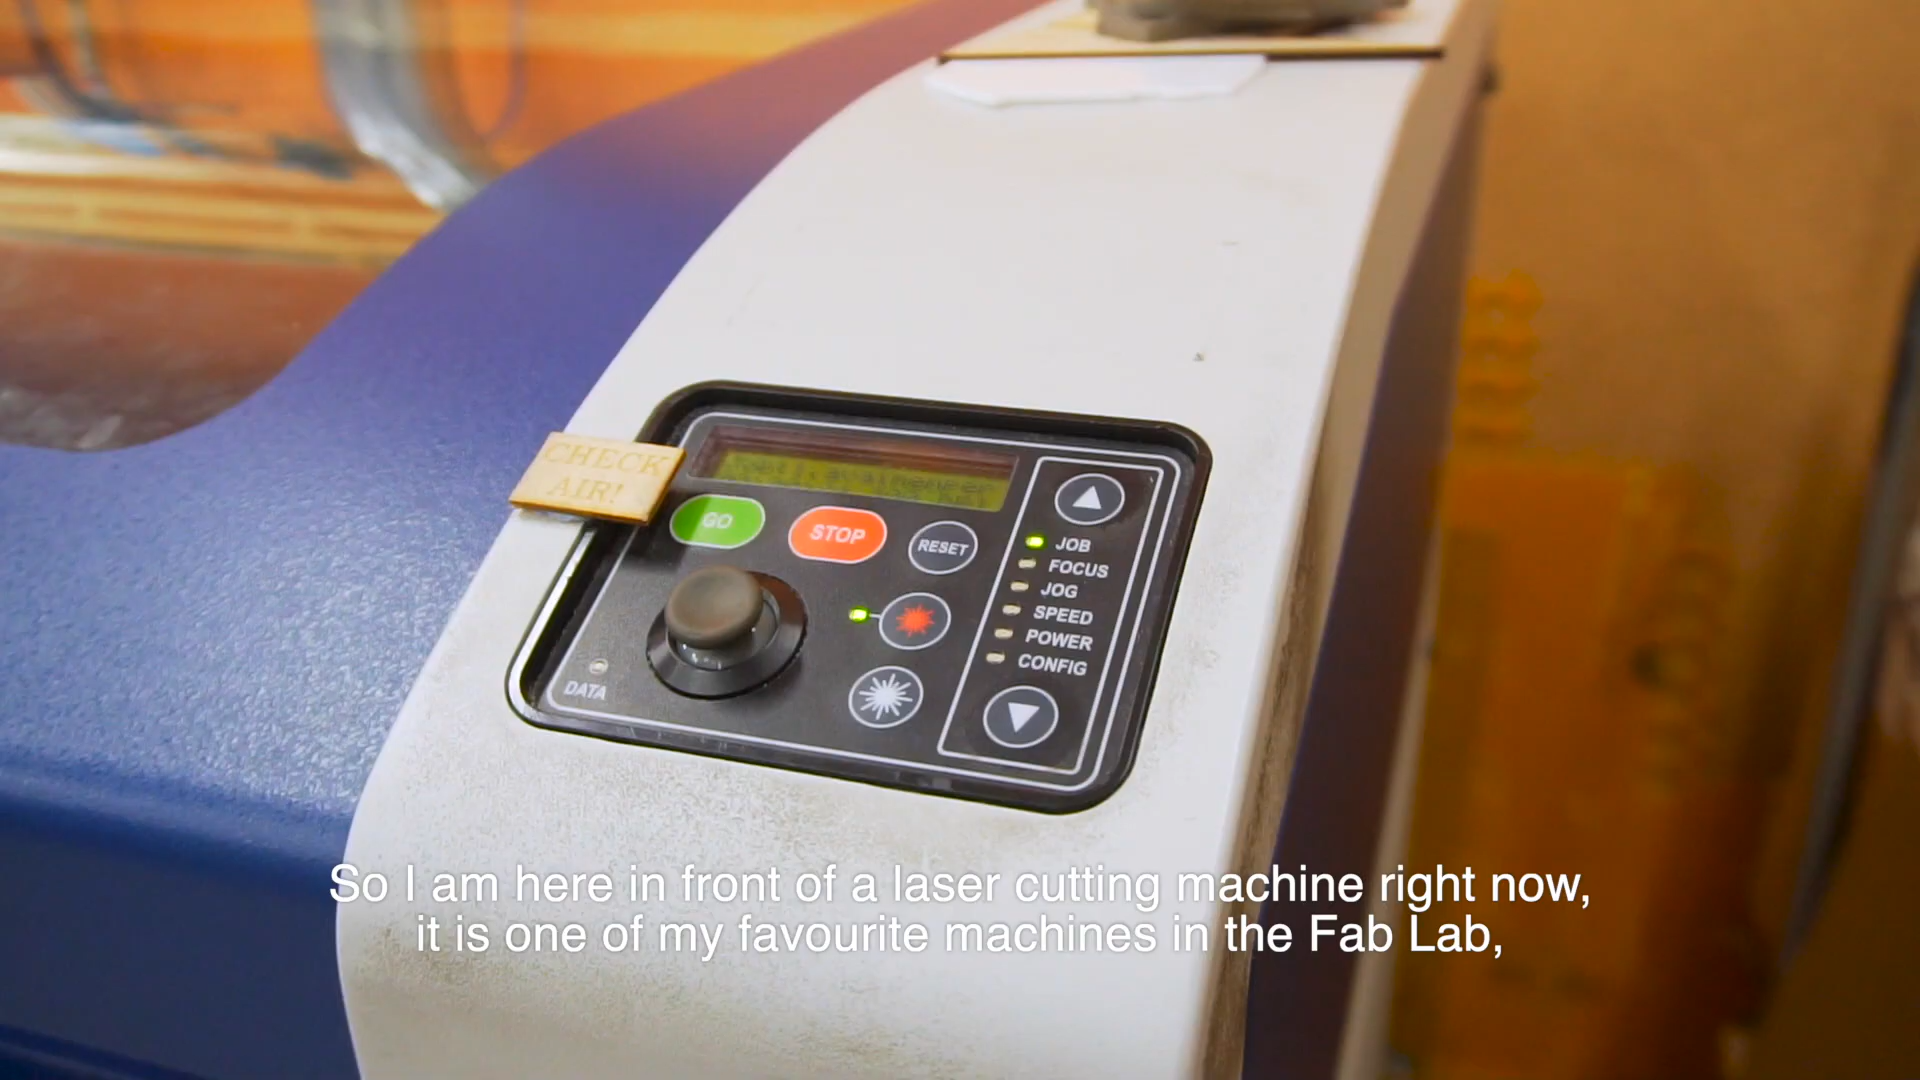 CHECK
AIR!
GO
STOP
RESET
JOB
FOCUS
JOG
SPEED
POWER
CONFIG
DATA
So I am here in front of a laser cutting machine right now,
it is one of my favourite machines in the Fab Lab,